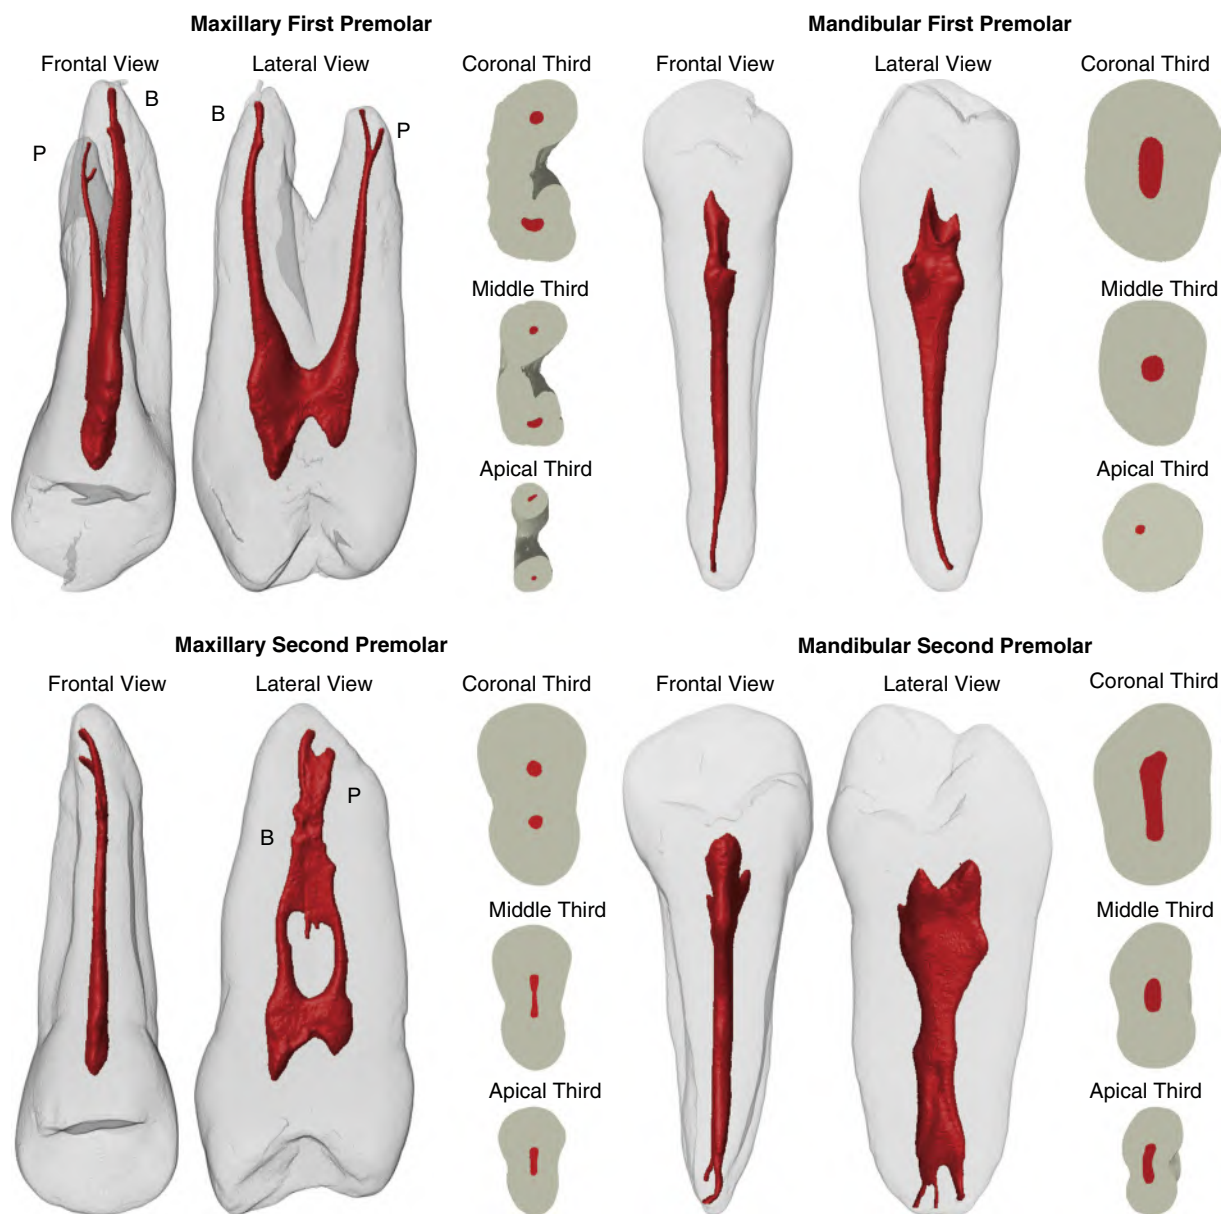 Maxillary First Premolar
Frontal View
Lateral View
Coronal Third
B
P
B
P
Middle Third
Apical Third
Mandibular First Premolar
Frontal View
Lateral View
Coronal Third
Middle Third
Apical Third
Maxillary Second Premolar
Frontal View
Lateral View
Coronal Third
P
B
Middle Third
Apical Third
Mandibular Second Premolar
Frontal View
Lateral View
Coronal Third
Middle Third
Apical Third